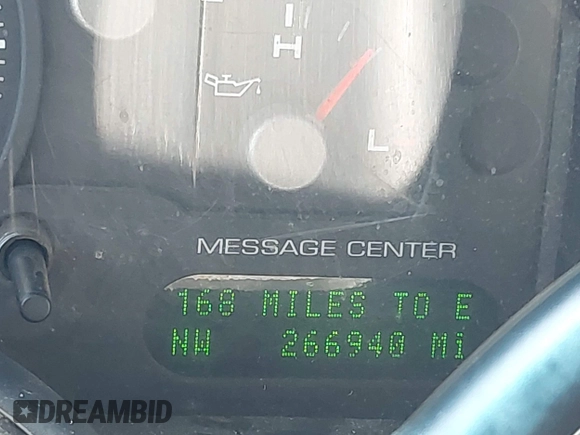 H
L
MESSAGE CENTER
168 MILES TO E
NW 266940 Mi
DREAMBID